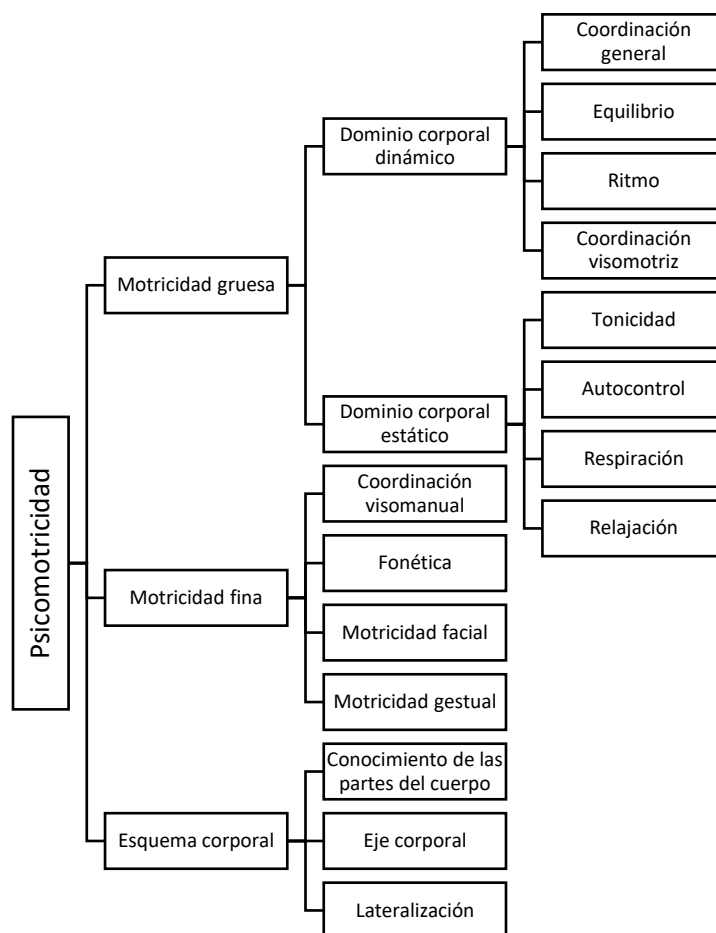 Psicomotricidad
Motricidad gruesa
Dominio corporal
dinámico
Coordinación
general
Equilibrio
Ritmo
Coordinación
visomotriz
Dominio corporal
estático
Tonicidad
Autocontrol
Respiración
Relajación
Motricidad fina
Coordinación
visomanual
Fonética
Motricidad facial
Motricidad gestual
Esquema corporal
Conocimiento de las
partes del cuerpo
Eje corporal
Lateralización